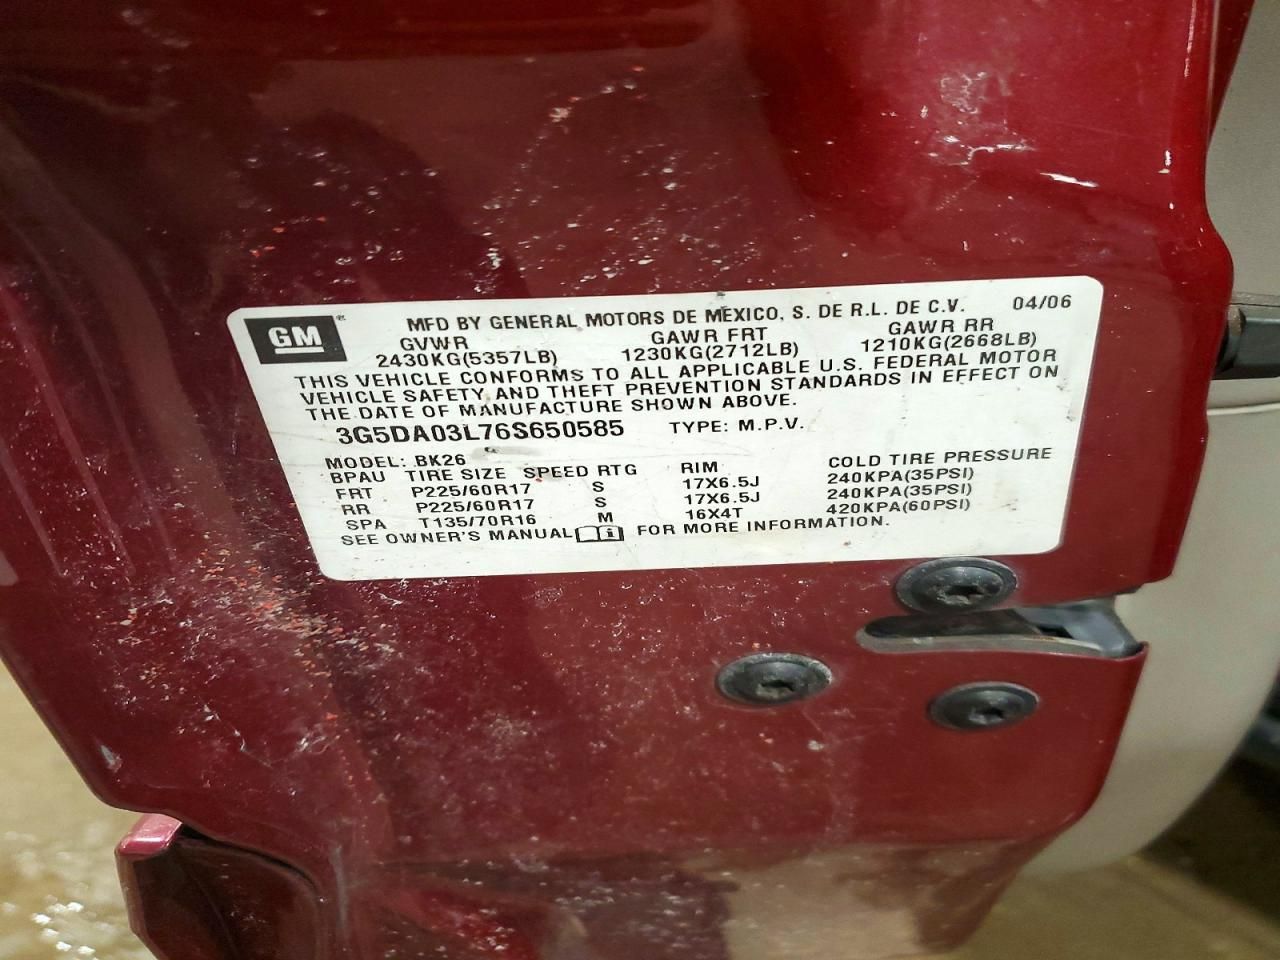 GM ® MFD BY GENERAL MOTORS DE MEXICO, S. DE R.L. DE C.V. 04/06
GVWR GAWR FRT GAWR RR
2430KG(5357LB) 1230KG(2712LB) 1210KG(2668LB)
THIS VEHICLE CONFORMS TO ALL APPLICABLE U.S. FEDERAL MOTOR
VEHICLE SAFETY AND THEFT PREVENTION STANDARDS IN EFFECT ON
THE DATE OF MANUFACTURE SHOWN ABOVE.
3G5DA03L76S650585 TYPE: M.P.V.
MODEL: BK26
BPAU TIRE SIZE SPEED RTG RIM COLD TIRE PRESSURE
FRT P225/60R17 S 17X6.5J 240KPA(35PSI)
RR P225/60R17 S 17X6.5J 240KPA(35PSI)
SPA T135/70R16 M 16X4T 420KPA(60PSI)
SEE OWNER'S MANUAL i FOR MORE INFORMATION.